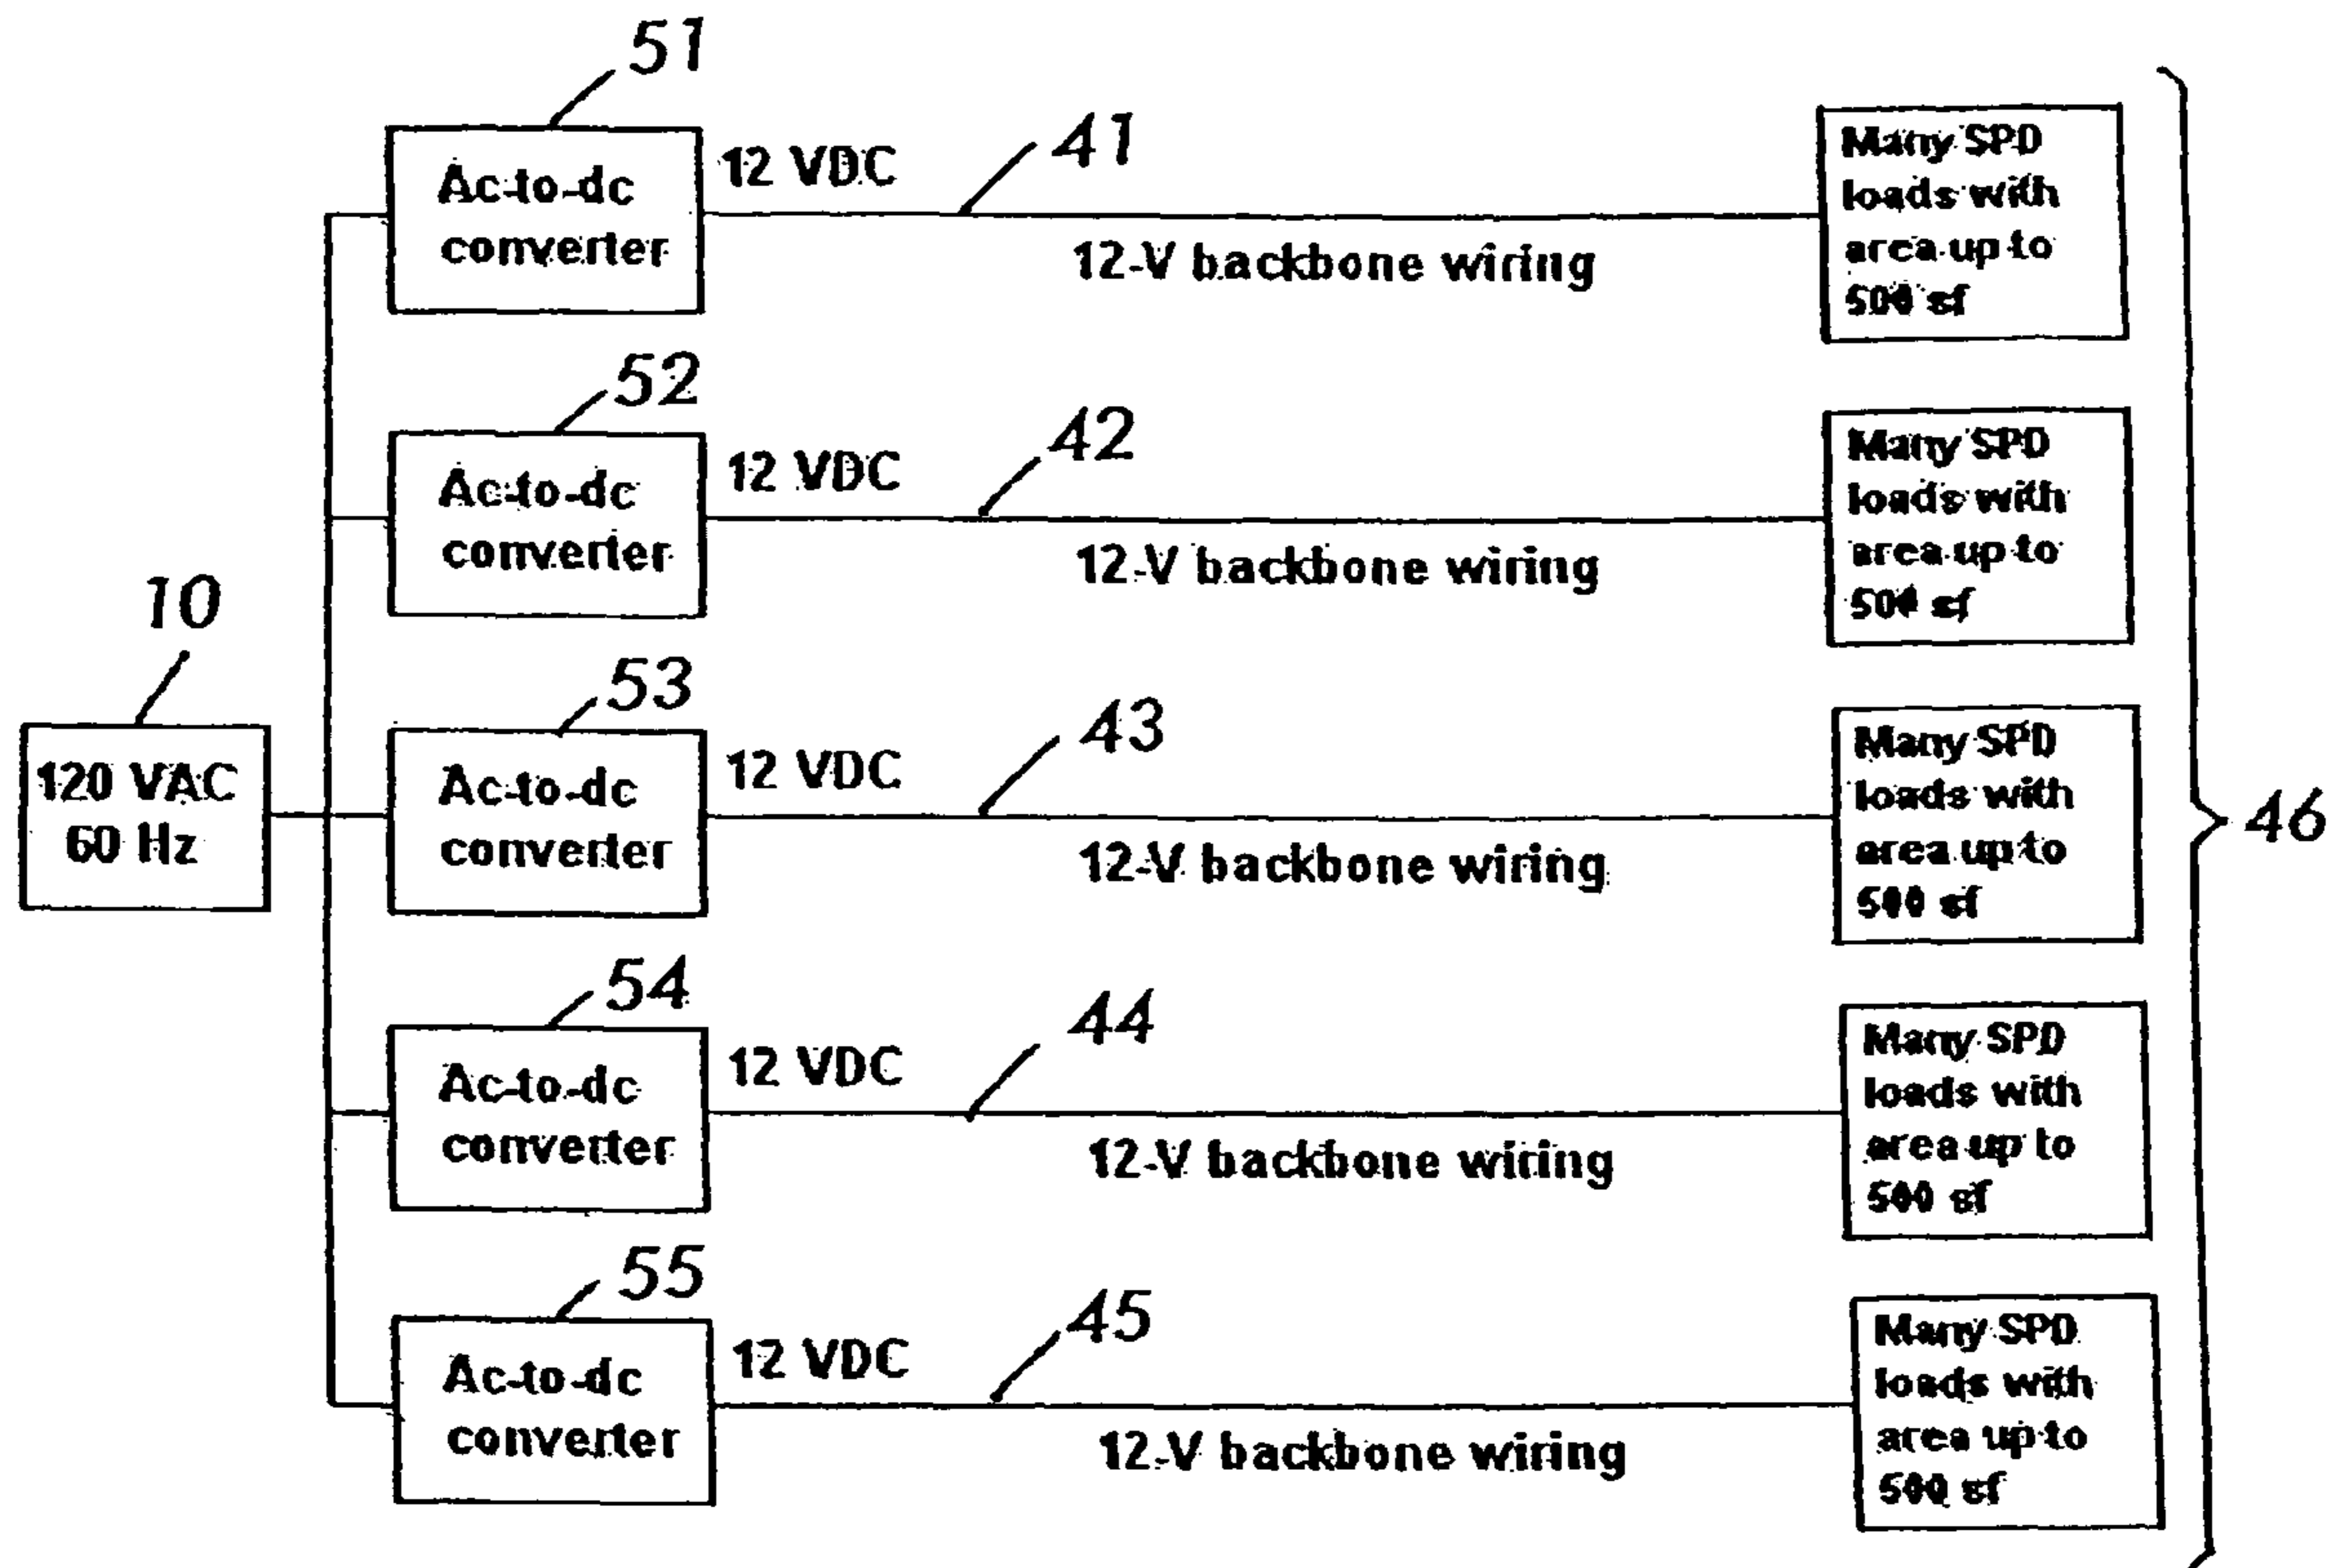 51
Ac-to-dc
converter
12 VDC
41
12-V backbone wiring
Many SPD
loads with
area up to
500 sf
52
Ac-to-dc
converter
12 VDC
42
12-V backbone wiring
Many SPD
loads with
area up to
500 sf
10
120 VAC
60 Hz
53
Ac-to-dc
converter
12 VDC
43
12-V backbone wiring
Many SPD
loads with
area up to
500 sf
46
54
Ac-to-dc
converter
12 VDC
44
12-V backbone wiring
Many SPD
loads with
area up to
500 sf
55
Ac-to-dc
converter
12 VDC
45
12-V backbone wiring
Many SPD
loads with
area up to
500 sf